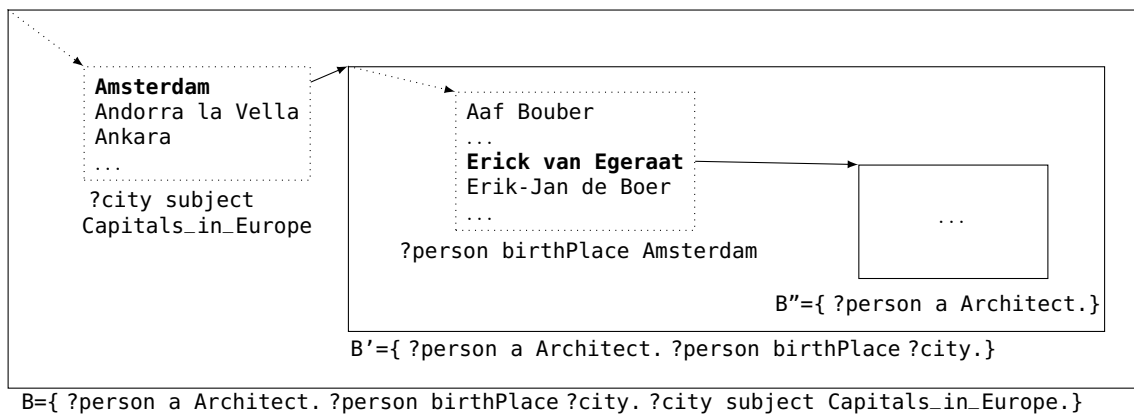 Amsterdam
Andorra la Vella
Ankara
...
?city subject
Capitals_in_Europe
Aaf Bouber
...
Erick van Egeraat
Erik-Jan de Boer
...
?person birthPlace Amsterdam
...
B”={ ?person a Architect.}
B’={ ?person a Architect. ?person birthPlace ?city.}
B={ ?person a Architect. ?person birthPlace ?city. ?city subject Capitals_in_Europe.}